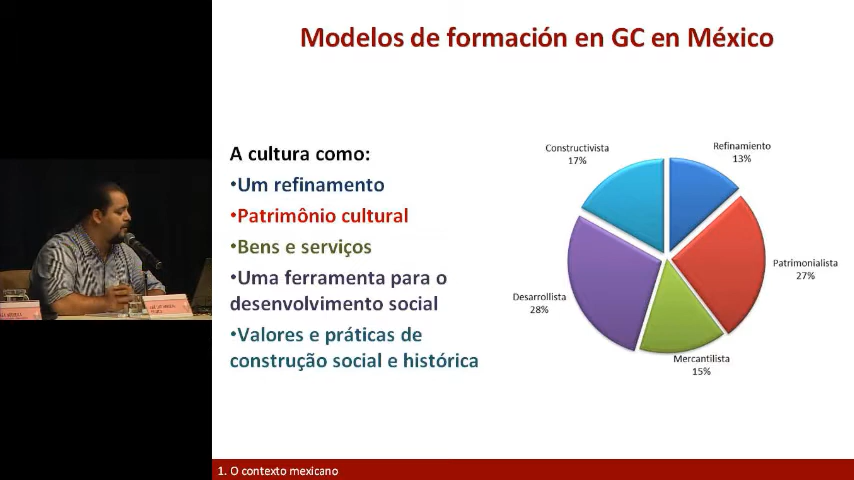 Modelos de formación en GC en México
A cultura como:
•Um refinamento
•Patrimônio cultural
•Bens e serviços
•Uma ferramenta para o
desenvolvimento social
•Valores e práticas de
construção social e histórica
Constructivista
17%
Refinamiento
13%
Patrimonialista
27%
Desarrollista
28%
Mercantilista
15%
1. O contexto mexicano